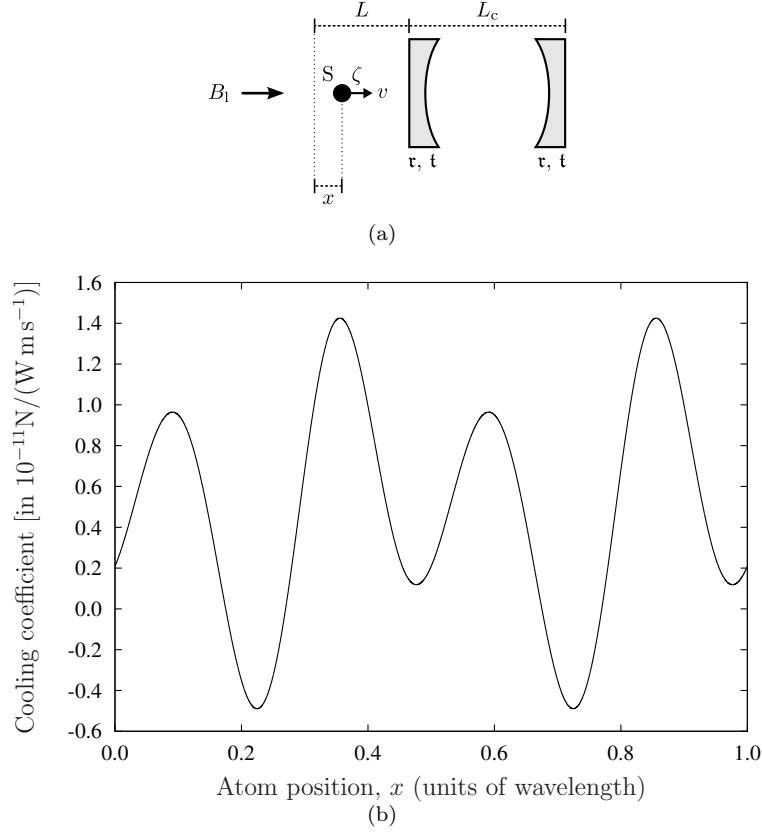 L
L_c
B_l
S ζ
v
𝔯, 𝔱
𝔯, 𝔱
x
(a)
Cooling coefficient [in 10⁻¹¹N/(W m s⁻¹)]
1.6
1.4
1.2
1.0
0.8
0.6
0.4
0.2
0.0
-0.2
-0.4
-0.6
0.0 0.2 0.4 0.6 0.8 1.0
Atom position, x (units of wavelength)
(b)